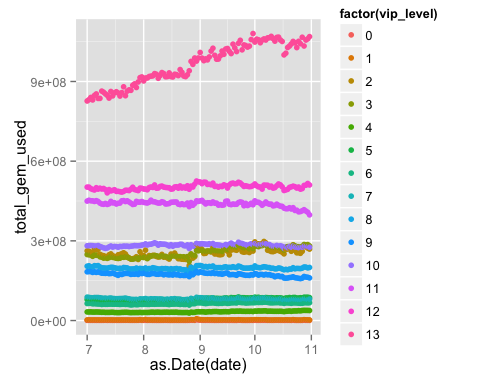 factor(vip_level)
0
1
2
3
4
5
6
7
8
9
10
11
12
13
total_gem_used
9e+08
6e+08
3e+08
0e+00
7 8 9 10 11
as.Date(date)